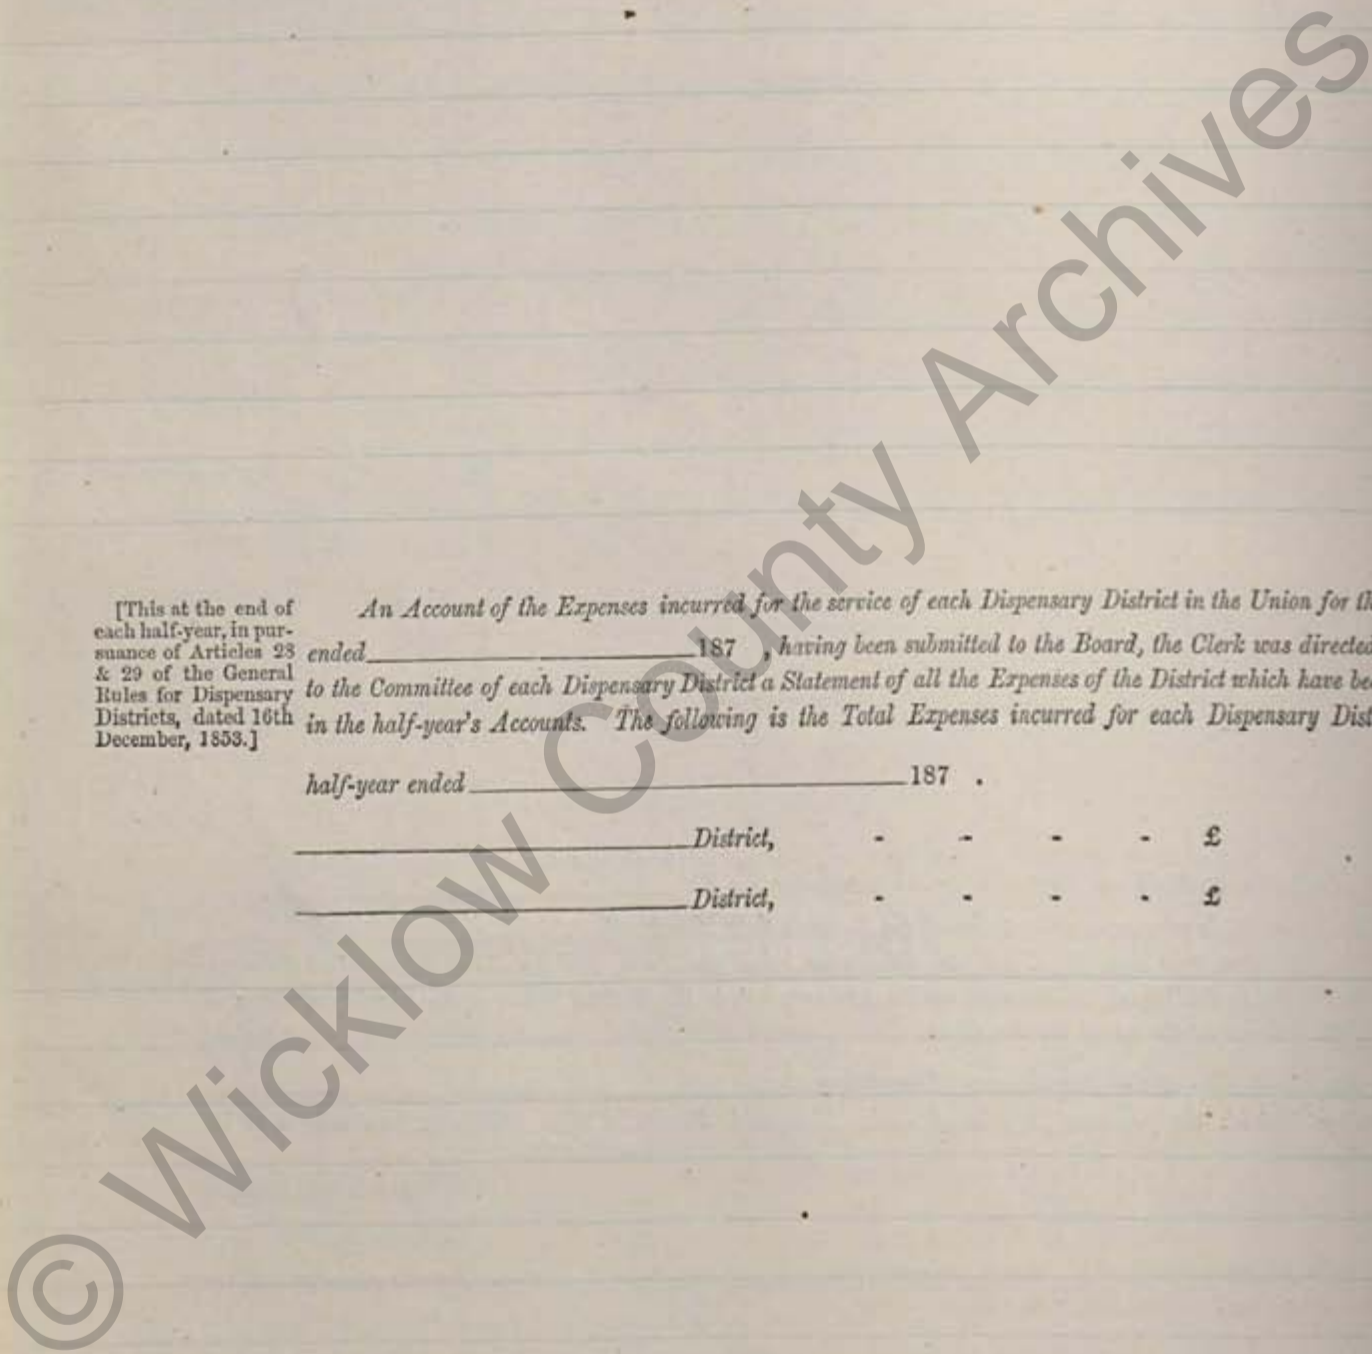 [This at the end of
each half-year, in pur-
suance of Articles 28
& 29 of the General
Rules for Dispensary
Districts, dated 16th
December, 1853.]
An Account of the Expenses incurred for the service of each Dispensary District in the Union for th
ended 187 , having been submitted to the Board, the Clerk was directed
to the Committee of each Dispensary District a Statement of all the Expenses of the District which have be
in the half-year's Accounts. The following is the Total Expenses incurred for each Dispensary Dist
half-year ended 187 .
District, - - - - £
District, - - - - £
© Wicklow County Archives